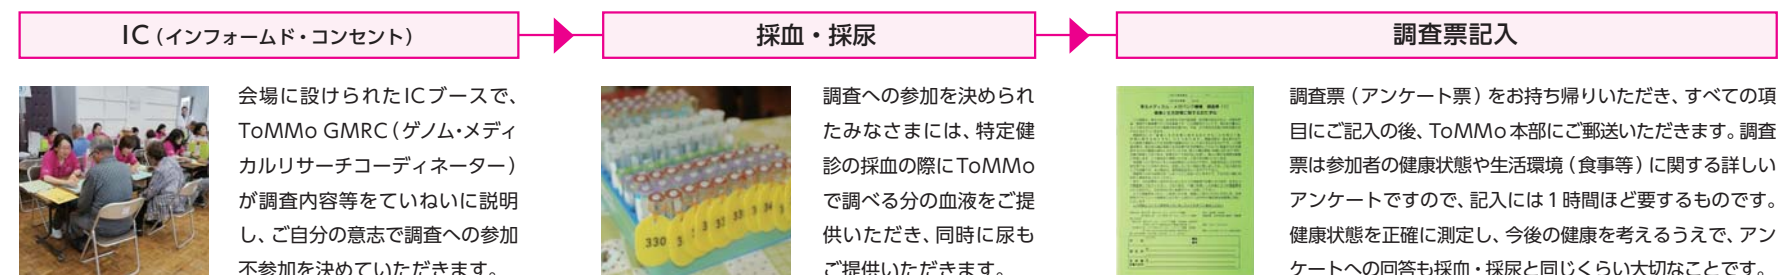 IC（インフォームド・コンセント）
採血・採尿
調査票記入
会場に設けられたICブースで、
ToMMo GMRC（ゲノム・メディ
カルリサーチコーディネーター）
が調査内容等をていねいに説明
し、ご自分の意志で調査への参加
不参加を決めていただきます。
330
調査への参加を決められ
たみなさまには、特定健
診の採血の際にToMMo
で調べる分の血液をご提
供いただき、同時に尿も
ご提供いただきます。
調査票（アンケート票）をお持ち帰りいただき、すべての項
目にご記入の後、ToMMo本部にご郵送いただきます。調査
票は参加者の健康状態や生活環境（食事等）に関する詳しい
アンケートですので、記入には1時間ほど要するものです。
健康状態を正確に測定し、今後の健康を考えるうえで、アン
ケートへの回答も採血・採尿と同じくらい大切なことです。